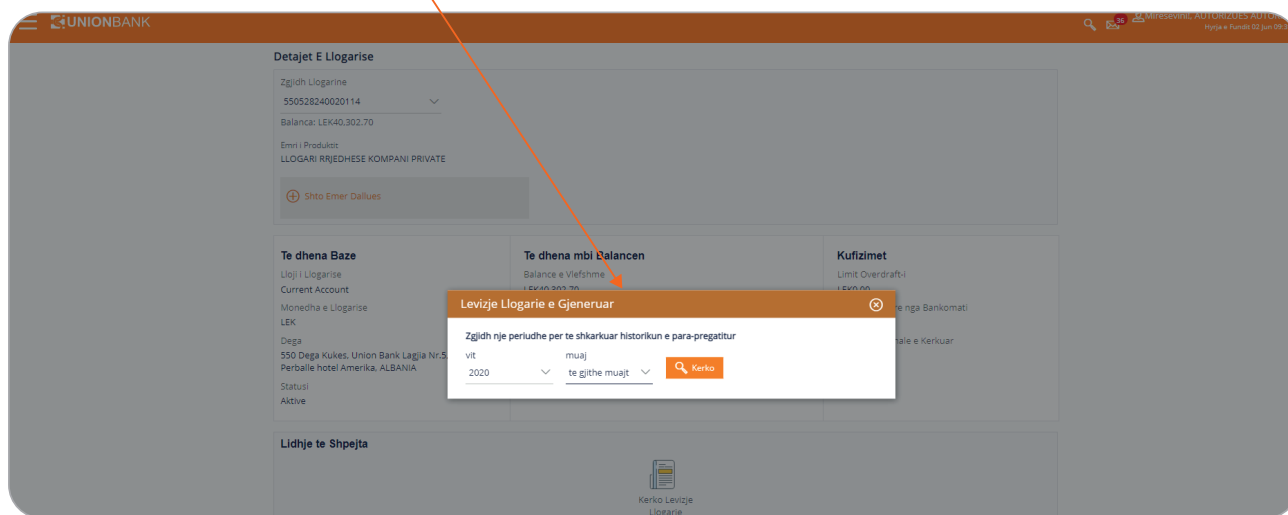 UNIONBANK
36
Miresevini!, AUTORIZUES AUTORI
Hyrja e Fundit 02 Jun 09:3
Detajet E Llogarise
Zgjidh Llogarine
550528240020114
Balanca: LEK40,302.70
Emri i Produktit
LLOGARI RRJEDHESE KOMPANI PRIVATE
Shto Emer Dallues
Te dhena Baze
Lloji i Llogarise
Current Account
Monedha e Llogarise
LEK
Dega
550 Dega Kukes, Union Bank Lagjia Nr.5,
Perballe hotel Amerika, ALBANIA
Statusi
Aktive
Te dhena mbi Balancen
Balance e Vlefshme
LEK40,302.70
Kufizimet
Limit Overdraft-i
LEK0.00
re nga Bankomati
nale e Kerkuar
Levizje Llogarie e Gjeneruar
Zgjidh nje periudhe per te shkarkuar historikun e para-pregatitur
vit
muaj
2020
te gjithe muajt
Kerko
Lidhje te Shpejta
Kerko Levizje
Llogarie